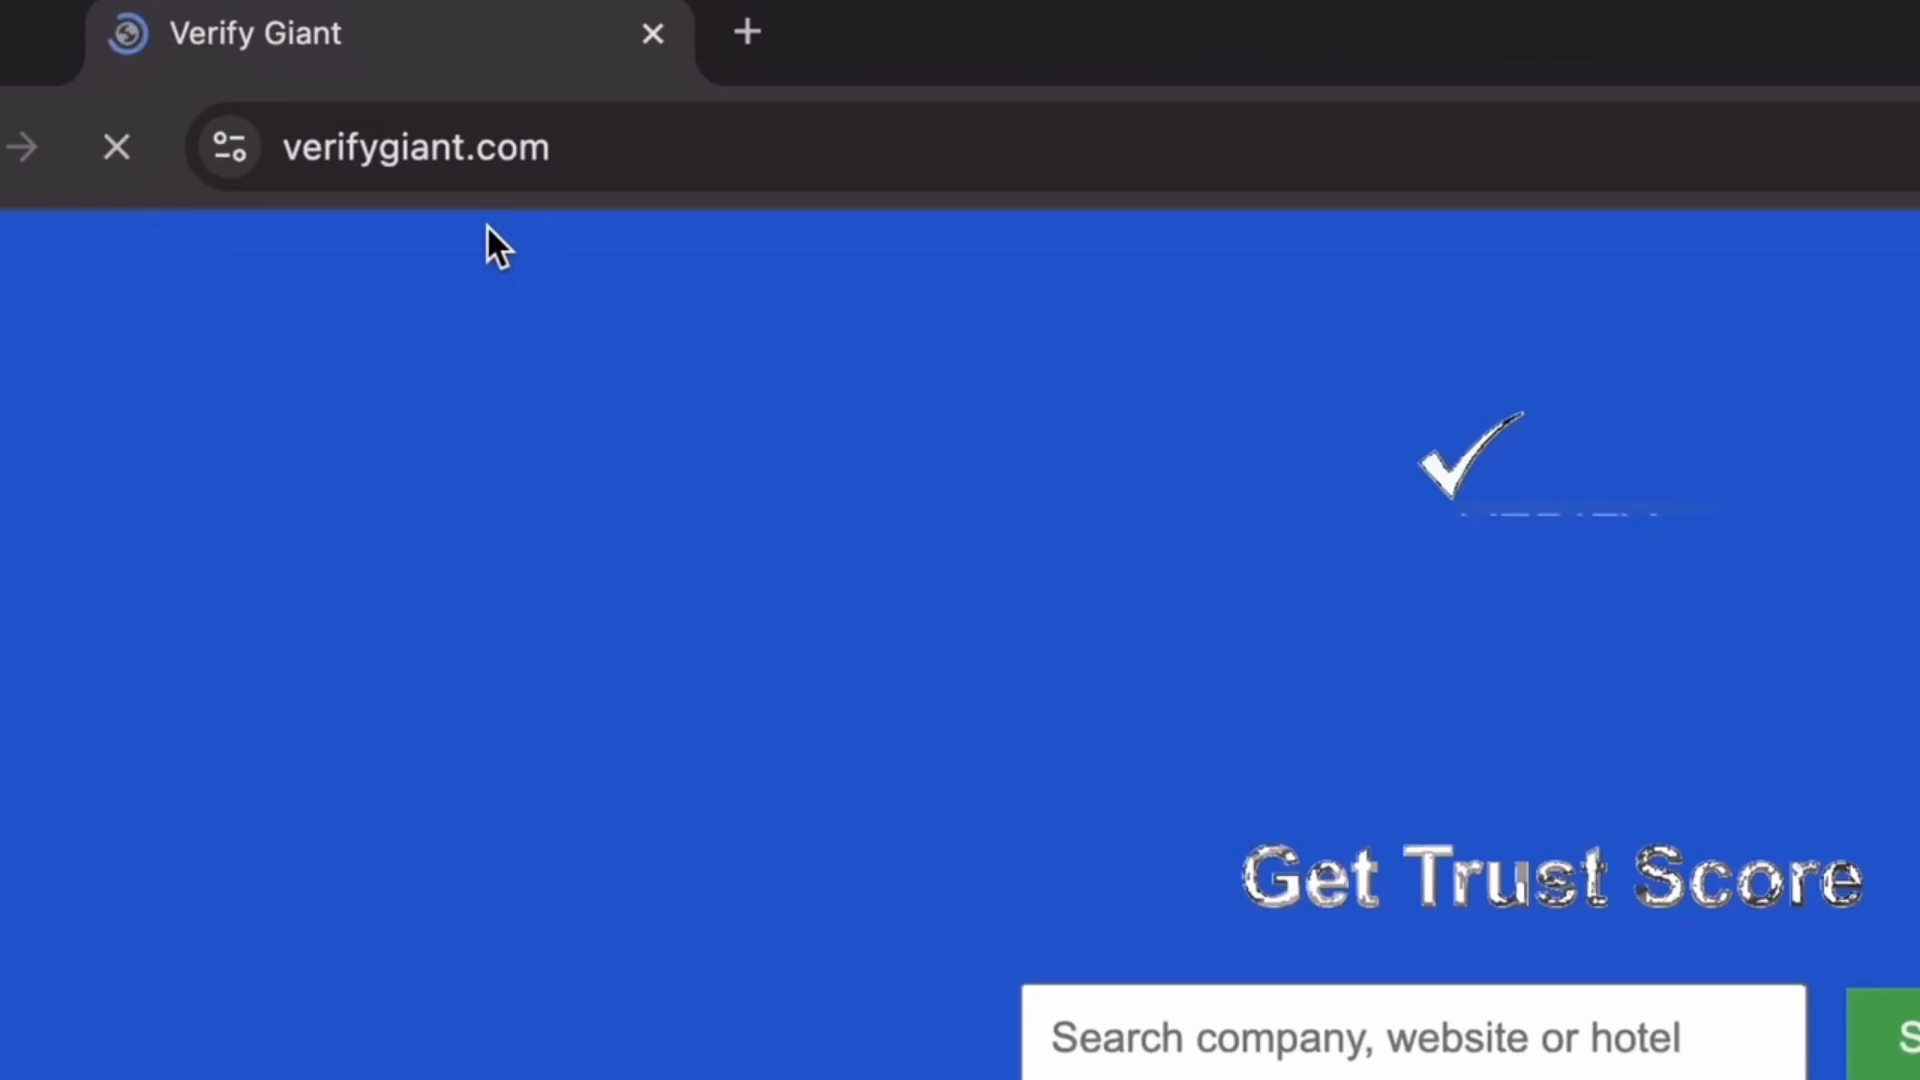 Verify Giant
verifygiant.com
Get Trust Score
Search company, website or hotel